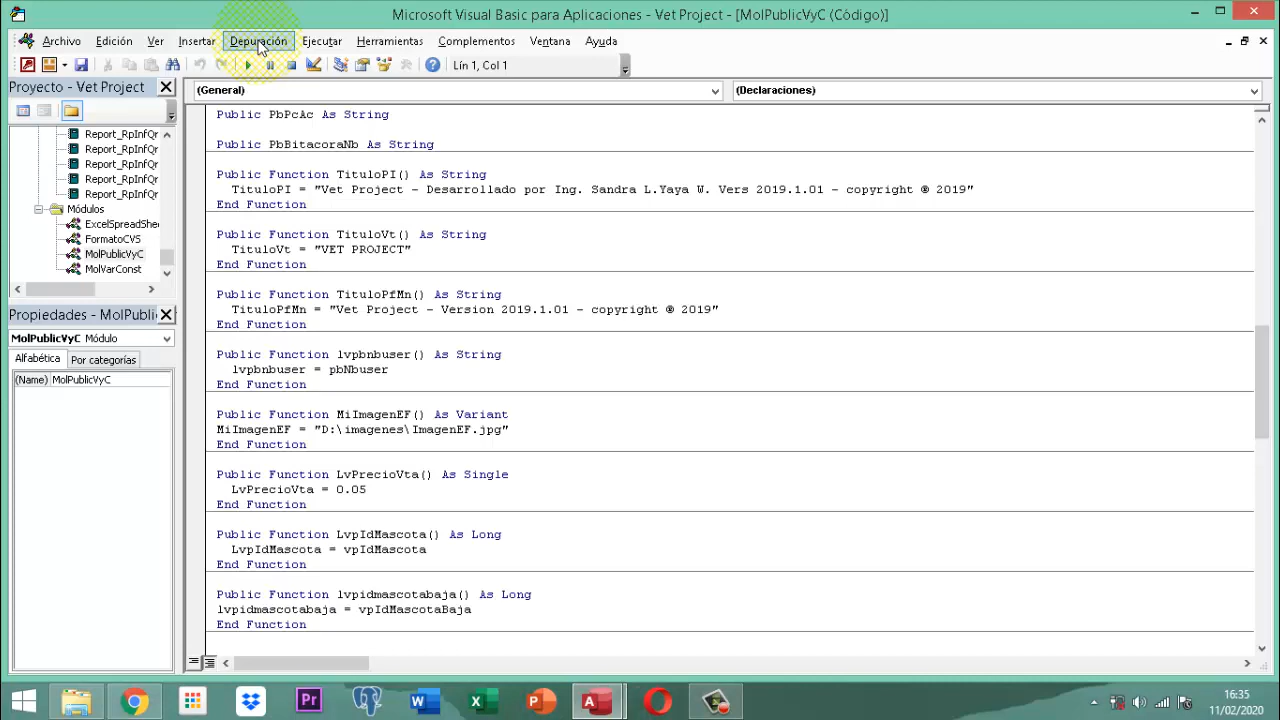 Microsoft Visual Basic para Aplicaciones - Vet Project - [MolPublicVyC (Código)]
Archivo Edición Ver Insertar Depuración Ejecutar Herramientas Complementos Ventana Ayuda
Lín 1, Col 1
Proyecto - Vet Project
(General)
(Declaraciones)
Report_RpInfQr
Report_RpInfQr
Report_RpInfQr
Report_RpInfQr
Report_RpInfQr
Módulos
ExcelSpreadShe
FormatoCVS
MolPublicVyC
MolVarConst
Propiedades - MolPubli
MolPublicVyC Módulo
Alfabética Por categorías
(Name) MolPublicVyC
Public PbPcAc As String
Public PbBitacoraNb As String
Public Function TituloPI() As String
TituloPI = "Vet Project - Desarrollado por Ing. Sandra L.Yaya W. Vers 2019.1.01 - copyright ® 2019"
End Function
Public Function TituloVt() As String
TituloVt = "VET PROJECT"
End Function
Public Function TituloPfMn() As String
TituloPfMn = "Vet Project - Version 2019.1.01 - copyright ® 2019"
End Function
Public Function lvpbnbuser() As String
lvpbnbuser = pbNbuser
End Function
Public Function MiImagenEF() As Variant
MiImagenEF = "D:\imagenes\ImagenEF.jpg"
End Function
Public Function LvPrecioVta() As Single
LvPrecioVta = 0.05
End Function
Public Function LvpIdMascota() As Long
LvpIdMascota = vpIdMascota
End Function
Public Function lvpidmascotabaja() As Long
lvpidmascotabaja = vpIdMascotaBaja
End Function
16:35
11/02/2020